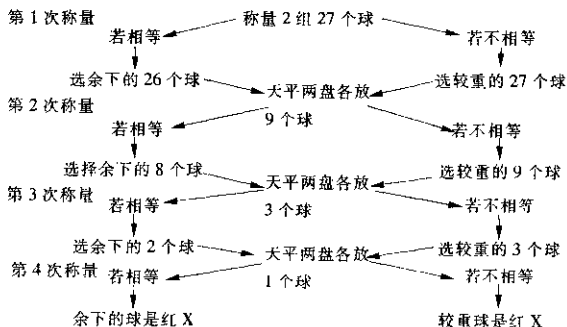 第1次称量 称量2组27个球
若相等 若不相等
选余下的26个球 天平两盘各放 选较重的27个球
第2次称量
若相等 9个球 若不相等
选择余下的8个球 天平两盘各放 选较重的9个球
第3次称量 若相等 3个球 若不相等
选余下的2个球 天平两盘各放 选较重的3个球
第4次称量 若相等 1个球 若不相等
余下的球是红X 较重球是红X